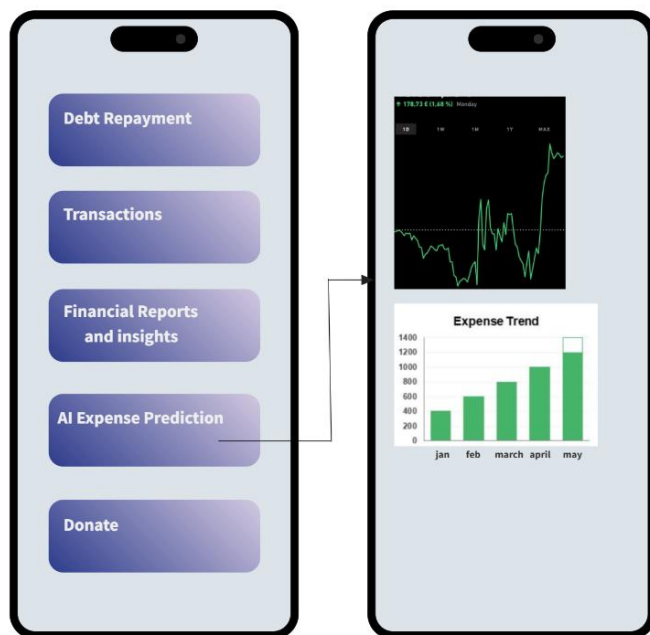 Debt Repayment
Transactions
Financial Reports
and insights
AI Expense Prediction
Donate
178,73 £ (1,68 %) Monday
1D 1W 1M 1Y MAX
Expense Trend
1400
1200
1000
800
600
400
200
0
jan feb march april may